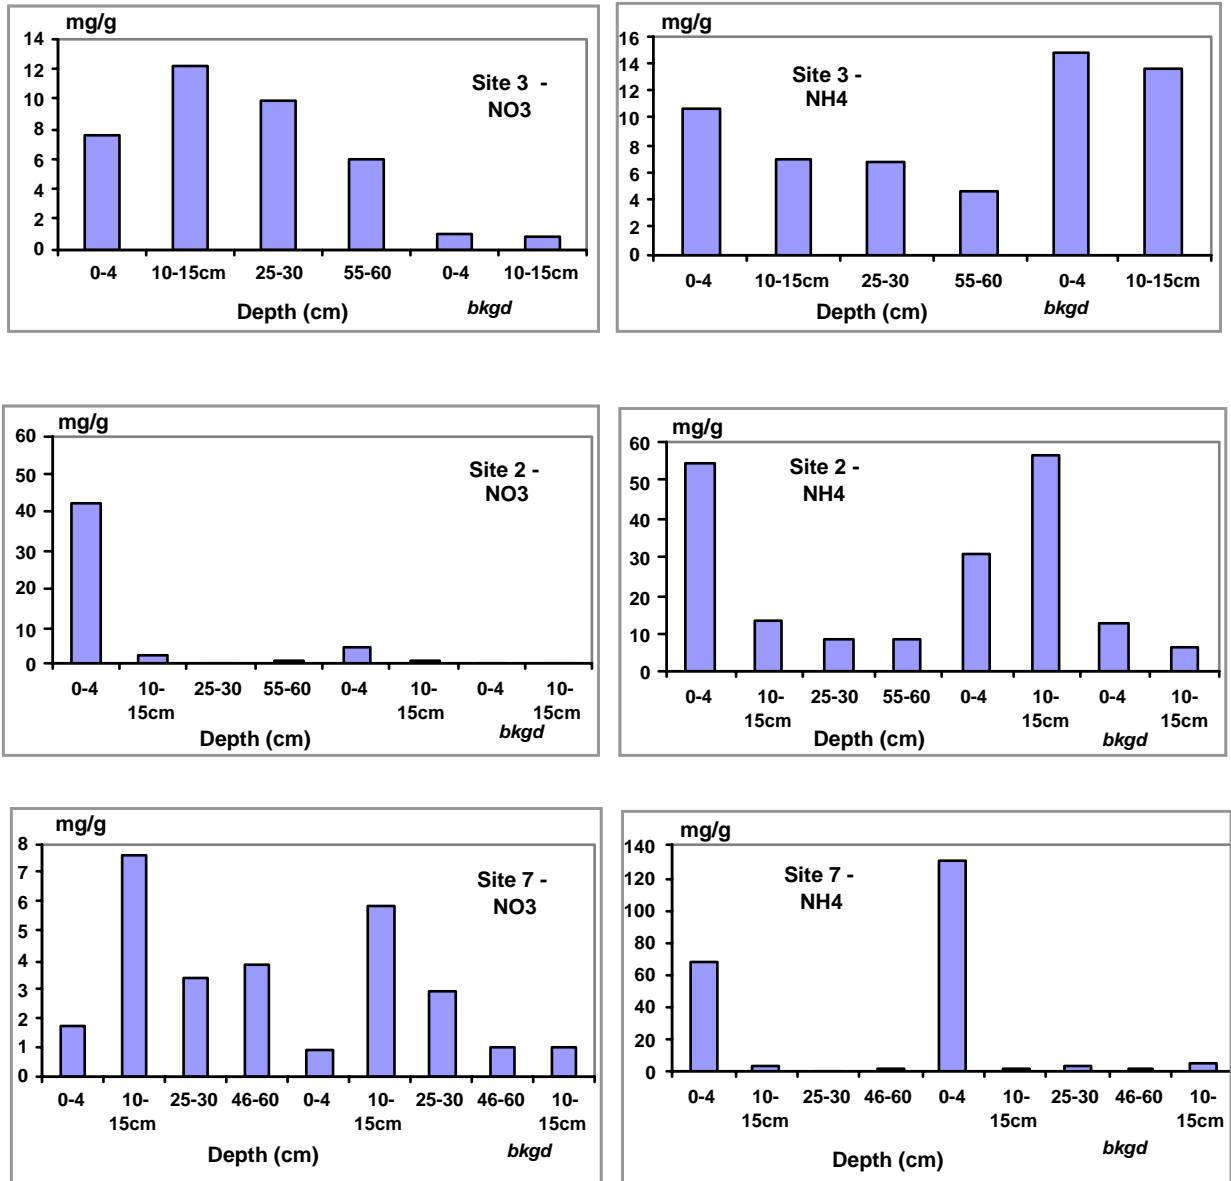 mg/g
14
12
10
8
6
4
2
0
Site 3 -
NO3
0-4 10-15cm 25-30 55-60 0-4 10-15cm
Depth (cm) bkgd
mg/g
16
14
12
10
8
6
4
2
0
Site 3 -
NH4
0-4 10-15cm 25-30 55-60 0-4 10-15cm
Depth (cm) bkgd
mg/g
60
50
40
30
20
10
0
Site 2 -
NO3
0-4 10- 25-30 55-60 0-4 10- 0-4 10-
15cm 15cm 15cm
Depth (cm) bkgd
mg/g
60
50
40
30
20
10
0
Site 2 -
NH4
0-4 10- 25-30 55-60 0-4 10- 0-4 10-
15cm 15cm 15cm
Depth (cm) bkgd
mg/g
8
7
6
5
4
3
2
1
0
Site 7 -
NO3
0-4 10- 25-30 46-60 0-4 10- 25-30 46-60 10-
15cm 15cm 15cm
Depth (cm) bkgd
mg/g
140
120
100
80
60
40
20
0
Site 7 -
NH4
0-4 10- 25-30 46-60 0-4 10- 25-30 46-60 10-
15cm 15cm 15cm
Depth (cm) bkgd